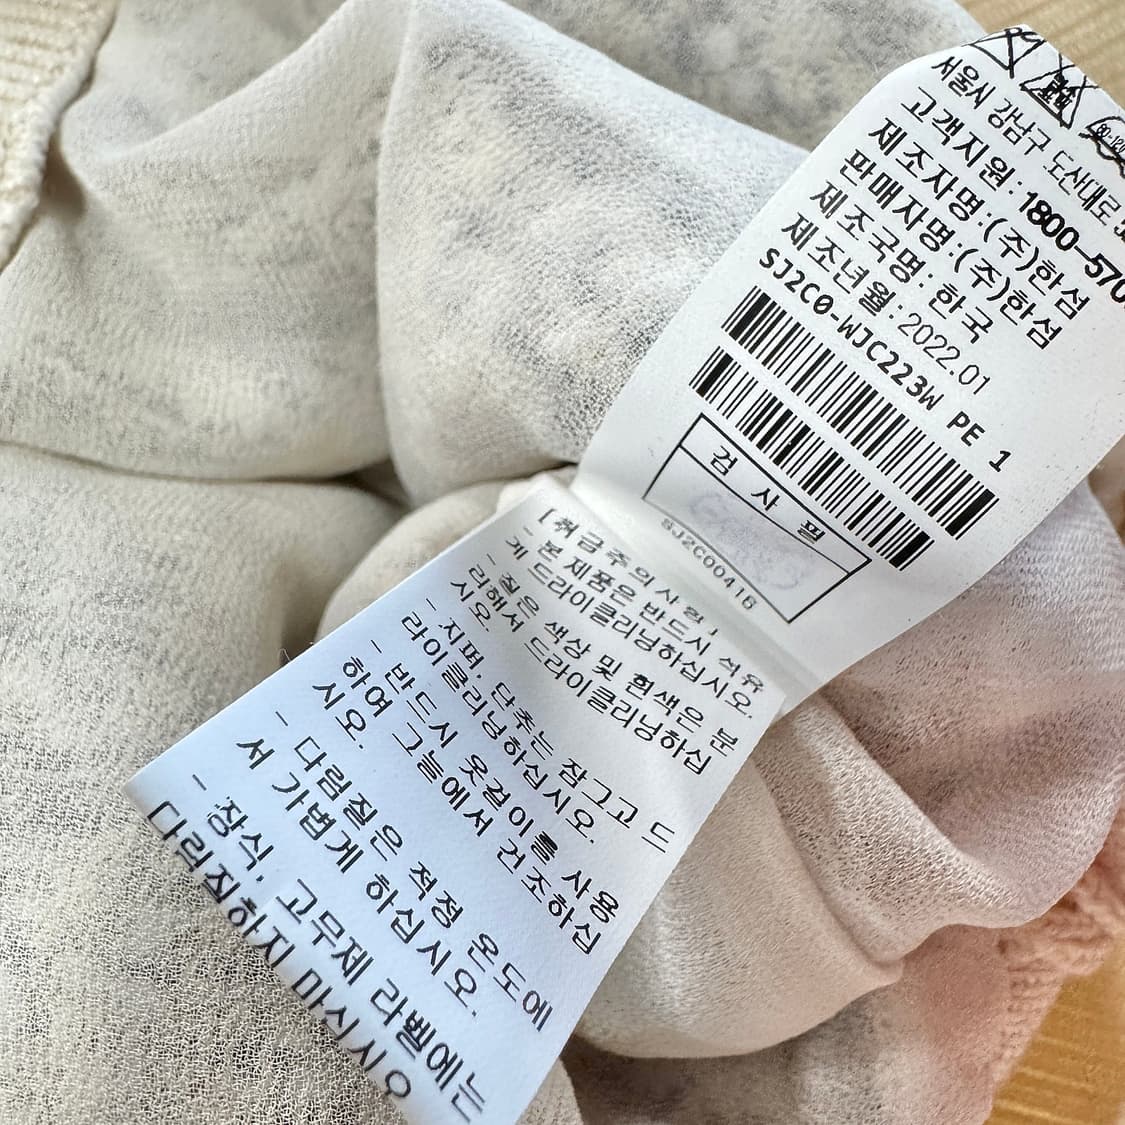 서울시 강남구 도산대로
고객지원: 1800-570
제조자명:(주)한섬
판매자명:(주)한섬
제조국명: 한국
제조년월: 2022.01
SJ2C0-WJC223W PE 1
검 사 필
SJ2C00416
[취급주의사항]
- 본 제품은 반드시 석유
계 드라이클리닝하십시오.
- 짙은 색상 및 흰색은 분
리해서 드라이클리닝하십
시오.
- 지퍼, 단추는 잠그고 드
라이클리닝하십시오.
- 반드시 옷걸이를 사용
하여 그늘에서 건조하십
시오.
- 다림질은 적정 온도에
서 가볍게 하십시오.
- 장식, 고무제 라벨에는
다림질하지 마십시오